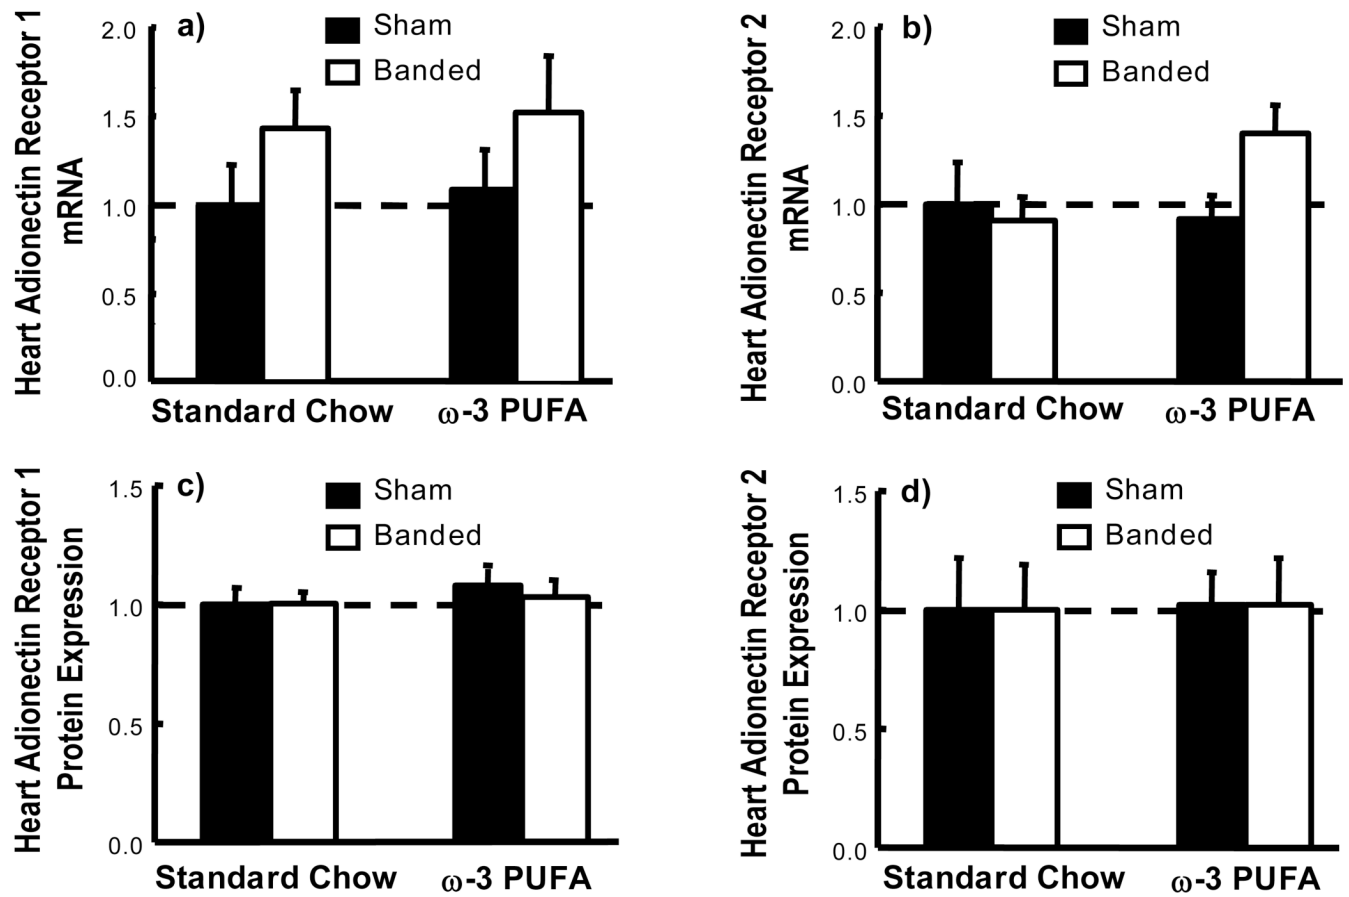 Heart Adionectin Receptor 1
mRNA
a)
Sham
Banded
2.0
1.5
1.0
0.5
0.0
Standard Chow
ω-3 PUFA
Heart Adionectin Receptor 2
mRNA
b)
Sham
Banded
2.0
1.5
1.0
0.5
0.0
Standard Chow
ω-3 PUFA
Heart Adionectin Receptor 1
Protein Expression
c)
Sham
Banded
1.5
1.0
0.5
0.0
Standard Chow
ω-3 PUFA
Heart Adionectin Receptor 2
Protein Expression
d)
Sham
Banded
1.5
1.0
0.5
0.0
Standard Chow
ω-3 PUFA